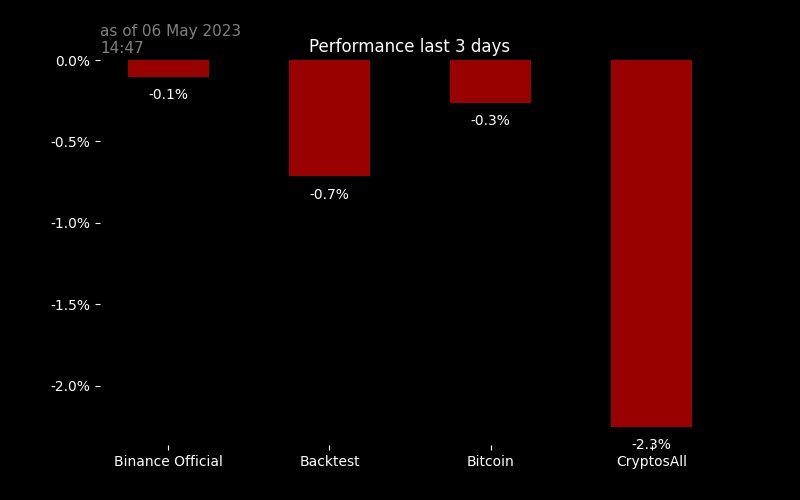 as of 06 May 2023
14:47
Performance last 3 days
0.0%
-0.5%
-1.0%
-1.5%
-2.0%
-0.1%
-0.7%
-0.3%
-2.3%
Binance Official
Backtest
Bitcoin
CryptosAll